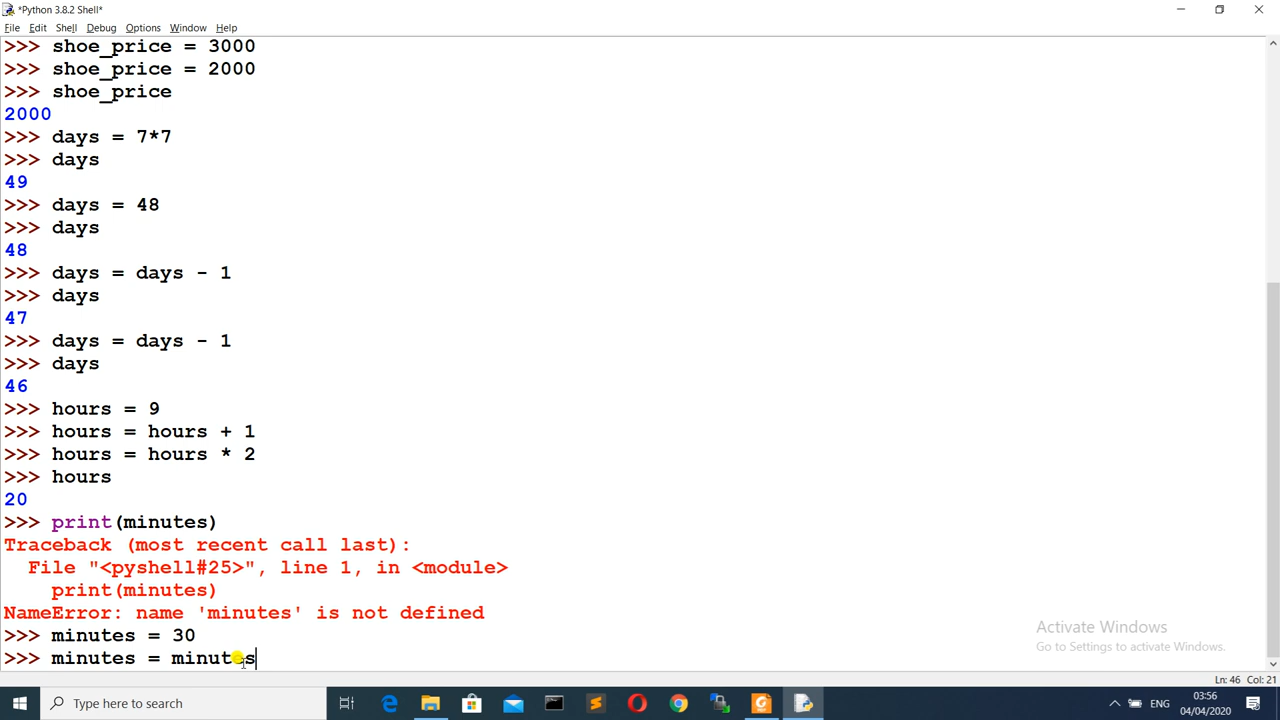 *Python 3.8.2 Shell*
File Edit Shell Debug Options Window Help
>>> shoe_price = 3000
>>> shoe_price = 2000
>>> shoe_price
2000
>>> days = 7*7
>>> days
49
>>> days = 48
>>> days
48
>>> days = days - 1
>>> days
47
>>> days = days - 1
>>> days
46
>>> hours = 9
>>> hours = hours + 1
>>> hours = hours * 2
>>> hours
20
>>> print(minutes)
Traceback (most recent call last):
  File "<pyshell#25>", line 1, in <module>
    print(minutes)
NameError: name 'minutes' is not defined
>>> minutes = 30
>>> minutes = minutes
Activate Windows
Go to Settings to activate Windows.
Ln: 46 Col: 21
Type here to search
ENG
03:56
04/04/2020